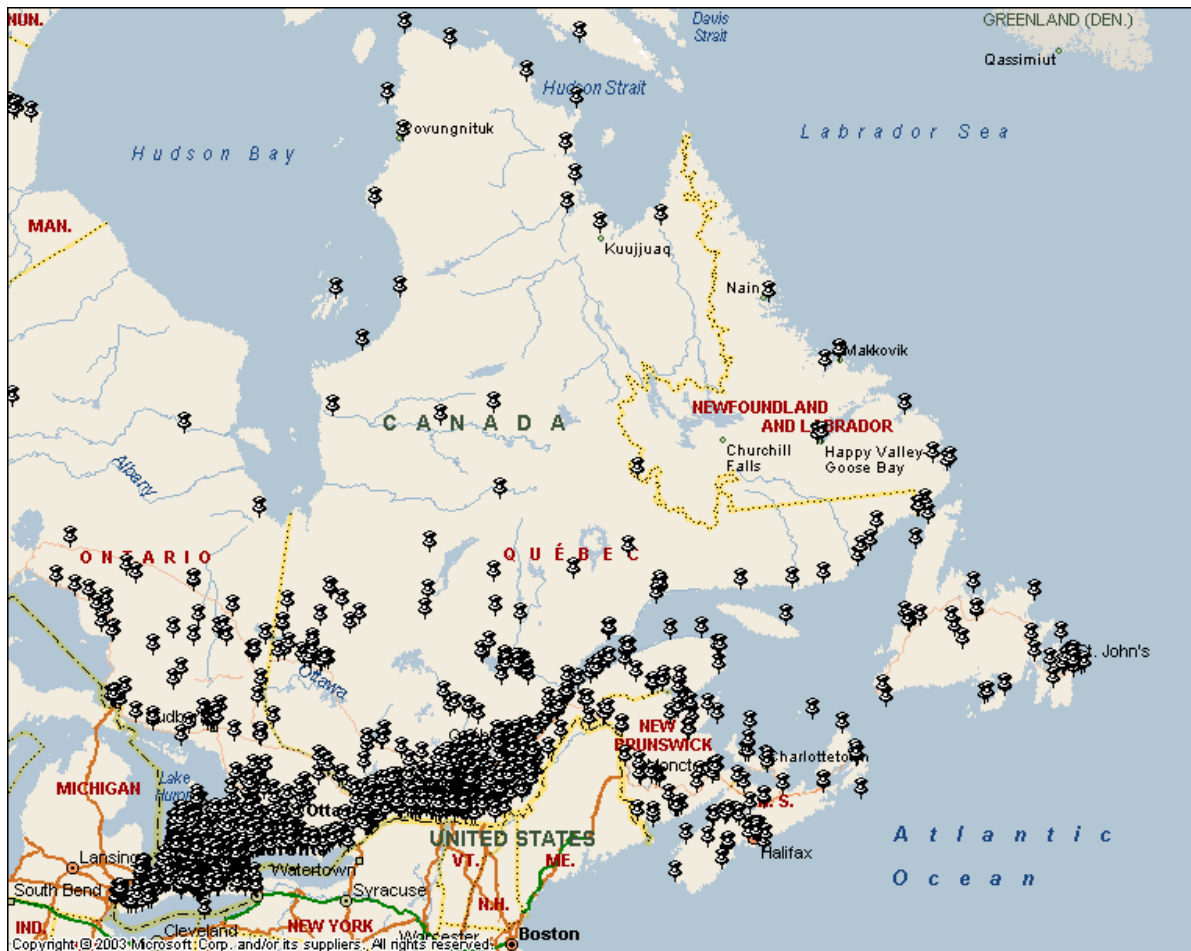 NUN.
Davis
Strait
GREENLAND (DEN.)
Qassimiut
Hudson Strait
Labrador Sea
Povungnituk
Hudson Bay
MAN.
Kuujjuaq
Nain
Makkovik
CANADA
NEWFOUNDLAND
AND LABRADOR
Churchill
Falls
Happy Valley-
Goose Bay
Albany
ONTARIO
QUÉBEC
St. John's
Ottawa
NEW
BRUNSWICK
Charlottetown
MICHIGAN
Lake
Huron
UNITED STATES
Halifax
Atlantic
Ocean
Lansing
Watertown
VT.
ME.
South Bend
Syracuse
N.H.
IND.
Cleveland
NEW YORK
Worcester
Boston
Copyright © 2003 Microsoft Corp. and/or its suppliers. All rights reserved.